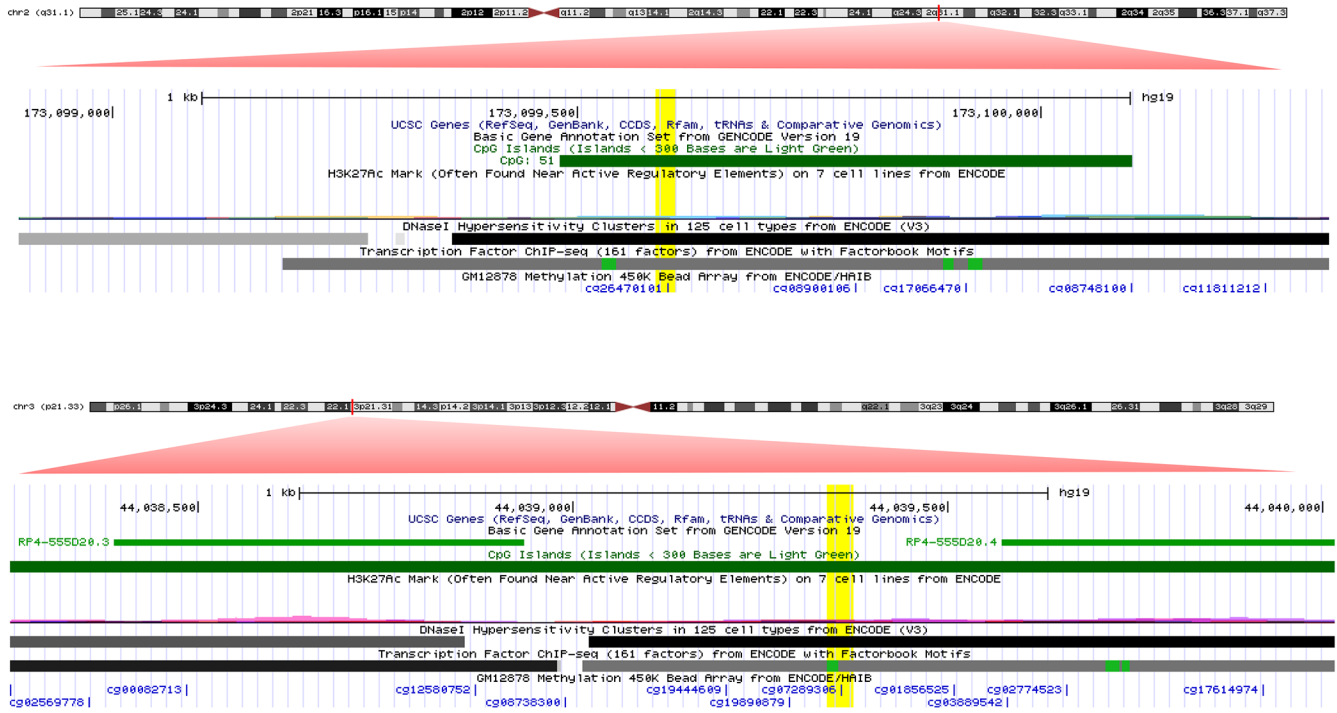 chr2 (q31.1) 25.1 24.3 24.1 2p21 16.3 p16.1 15 p14 2p12 2p11.2 q11.2 q13 14.1 2q14.3 22.1 22.3 24.1 q24.3 2q31.1 q32.1 32.3 q33.1 2q34 2q35 36.3 37.1 q37.3
1 kb hg19
173,099,000| 173,099,500| 173,100,000|
UCSC Genes (RefSeq, GenBank, CCDS, Rfam, tRNAs & Comparative Genomics)
Basic Gene Annotation Set from GENCODE Version 19
CpG Islands (Islands < 300 Bases are Light Green)
CpG: 51
H3K27Ac Mark (Often Found Near Active Regulatory Elements) on 7 cell lines from ENCODE
DNaseI Hypersensitivity Clusters in 125 cell types from ENCODE (V3)
Transcription Factor ChIP-seq (161 factors) from ENCODE with Factorbook Motifs
GM12878 Methylation 450K Bead Array from ENCODE/HAIB
cg26470101| cg08900106| cg17066470| cg08748100| cg11811212|
chr3 (p21.33) p26.1 3p24.3 24.1 22.3 22.1 3p21.31 14.3 p14.2 3p14.1 3p13 3p12.3 12.2 12.1 11.2 q22.1 3q23 3q24 3q26.1 26.31 3q28 3q29
1 kb hg19
44,038,500| 44,039,000| 44,039,500| 44,040,000|
UCSC Genes (RefSeq, GenBank, CCDS, Rfam, tRNAs & Comparative Genomics)
Basic Gene Annotation Set from GENCODE Version 19
RP4-555D20.3 RP4-555D20.4
CpG Islands (Islands < 300 Bases are Light Green)
H3K27Ac Mark (Often Found Near Active Regulatory Elements) on 7 cell lines from ENCODE
DNaseI Hypersensitivity Clusters in 125 cell types from ENCODE (V3)
Transcription Factor ChIP-seq (161 factors) from ENCODE with Factorbook Motifs
GM12878 Methylation 450K Bead Array from ENCODE/HAIB
cg00082713| cg12580752| cg19444609| cg07289306| cg01856525| cg02774523| cg17614974|
cg02569778| cg08738300| cg19890879| cg03889542|